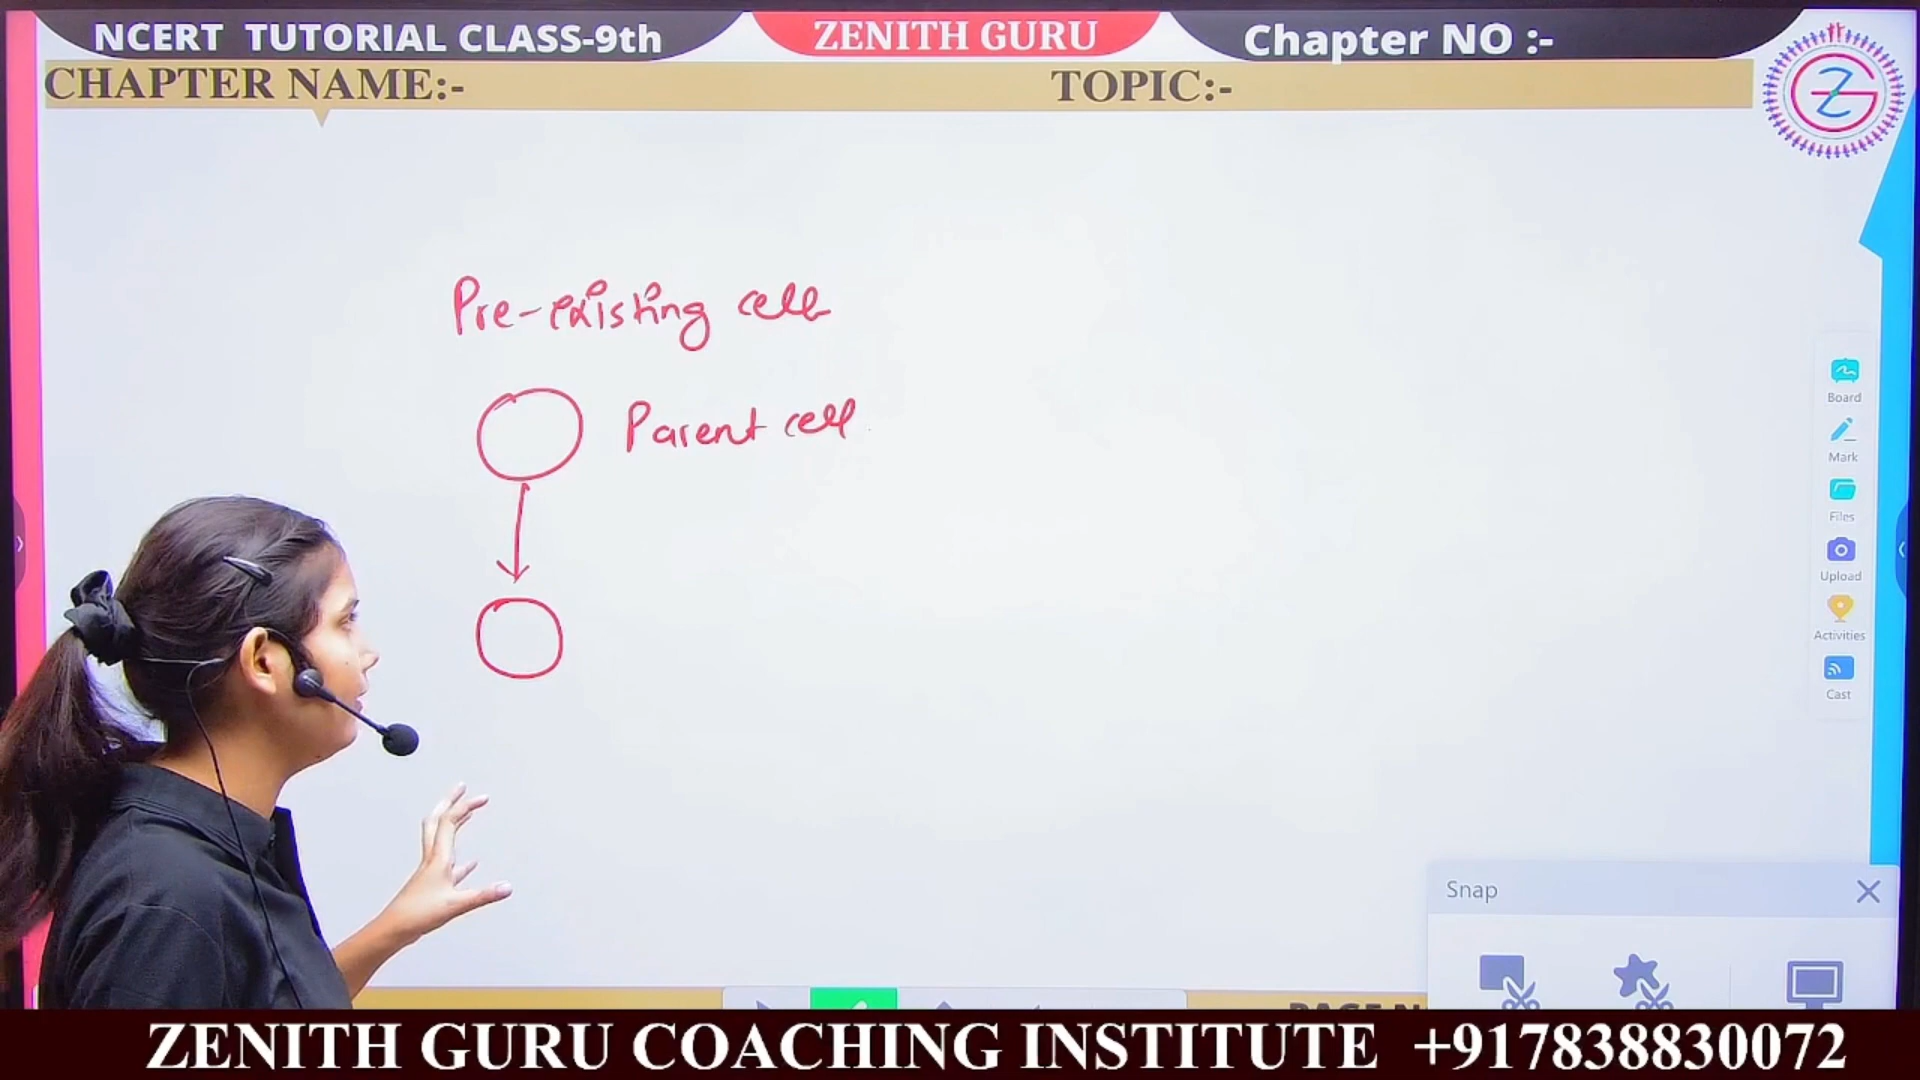 NCERT TUTORIAL CLASS-9th
ZENITH GURU
Chapter NO :-
CHAPTER NAME:-
TOPIC:-
Pre-existing cell
Parent cell
Board
Mark
Files
Upload
Activities
Cast
Snap
ZENITH GURU COACHING INSTITUTE +917838830072